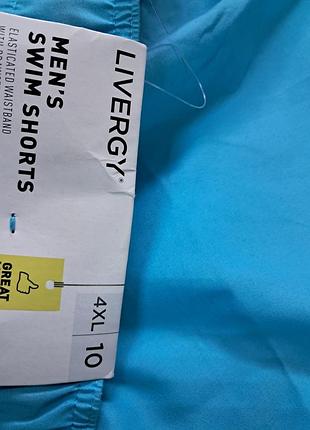 LIVERGY®
MEN'S
SWIM SHORTS
ELASTICATED WAISTBAND
GREAT
4XL 10